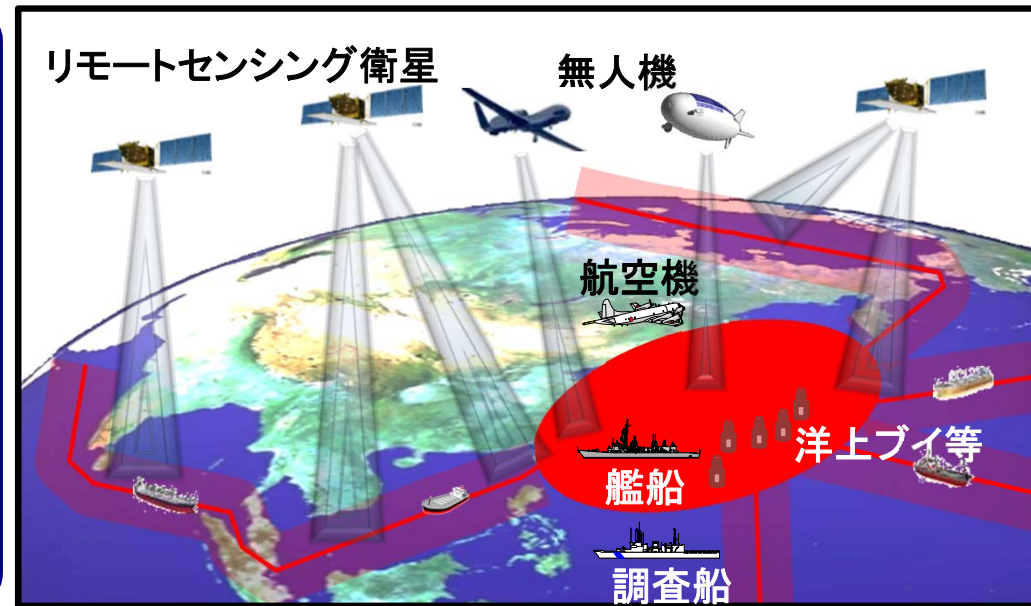 リモートセンシング衛星
無人機
航空機
洋上ブイ等
艦船
調査船